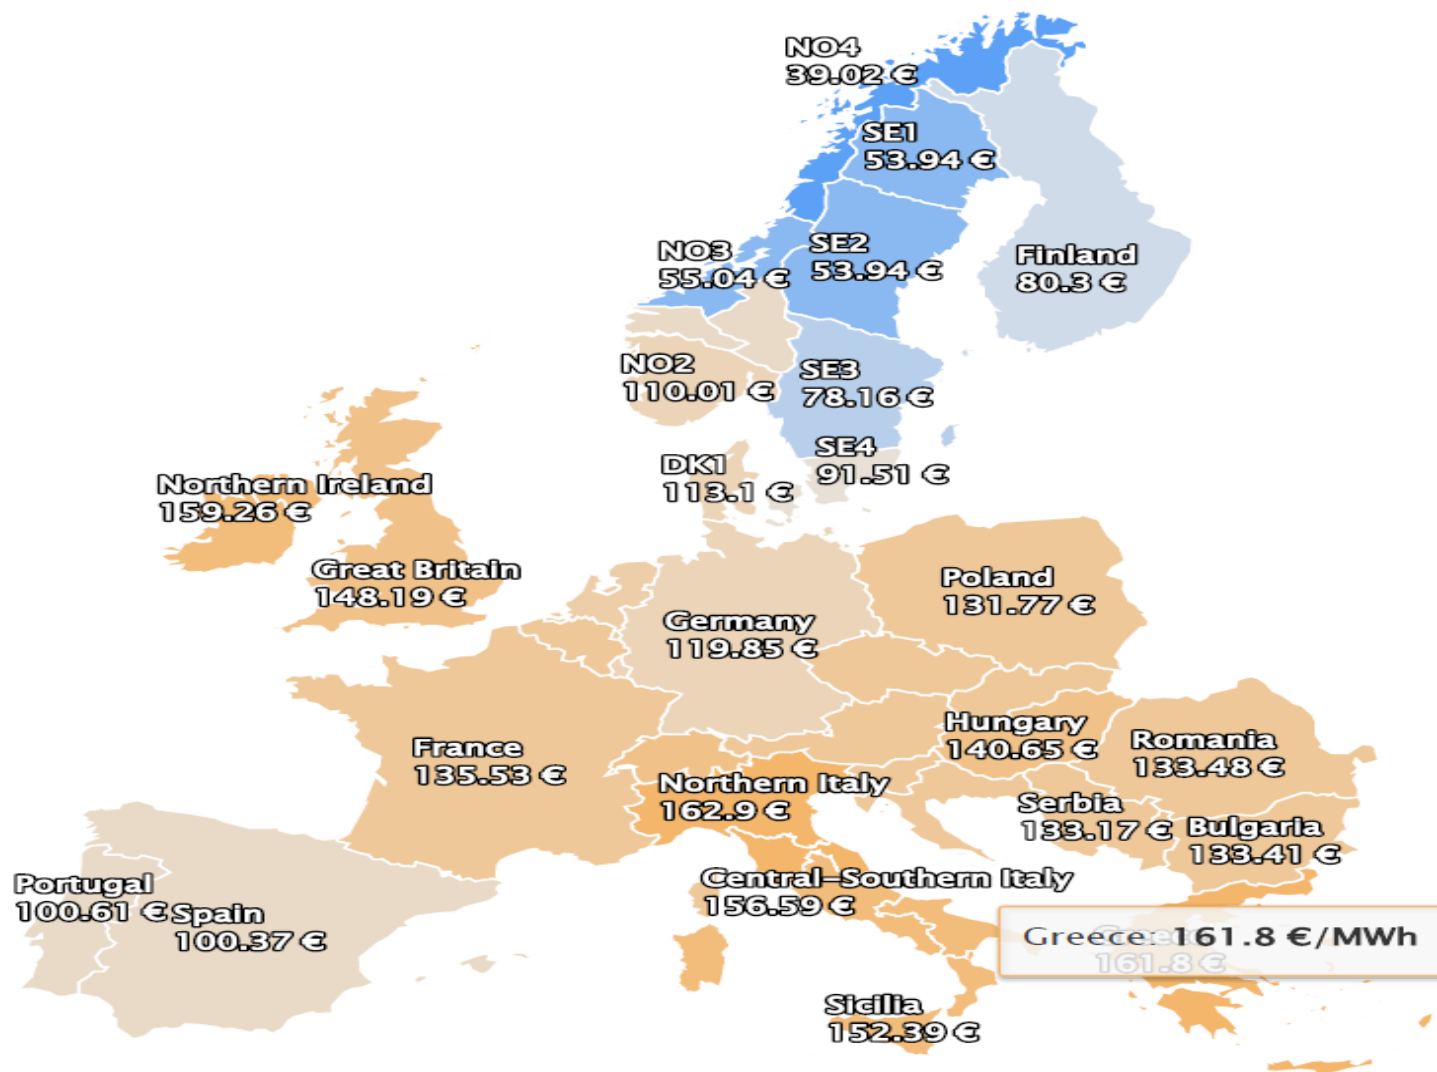 NO4
39.02 €
SE1
53.94 €
NO3
55.04 €
SE2
53.94 €
Finland
80.3 €
NO2
110.01 €
SE3
78.16 €
SE4
91.51 €
DK1
113.1 €
Northern Ireland
159.26 €
Great Britain
148.19 €
Poland
131.77 €
Germany
119.85 €
France
135.53 €
Hungary
140.65 €
Romania
133.48 €
Northern Italy
162.9 €
Serbia
133.17 €
Bulgaria
133.41 €
Portugal
100.61 €
Spain
100.37 €
Central-Southern Italy
156.59 €
Greece: 161.8 €/MWh
Greece
161.8 €
Sicilia
152.39 €